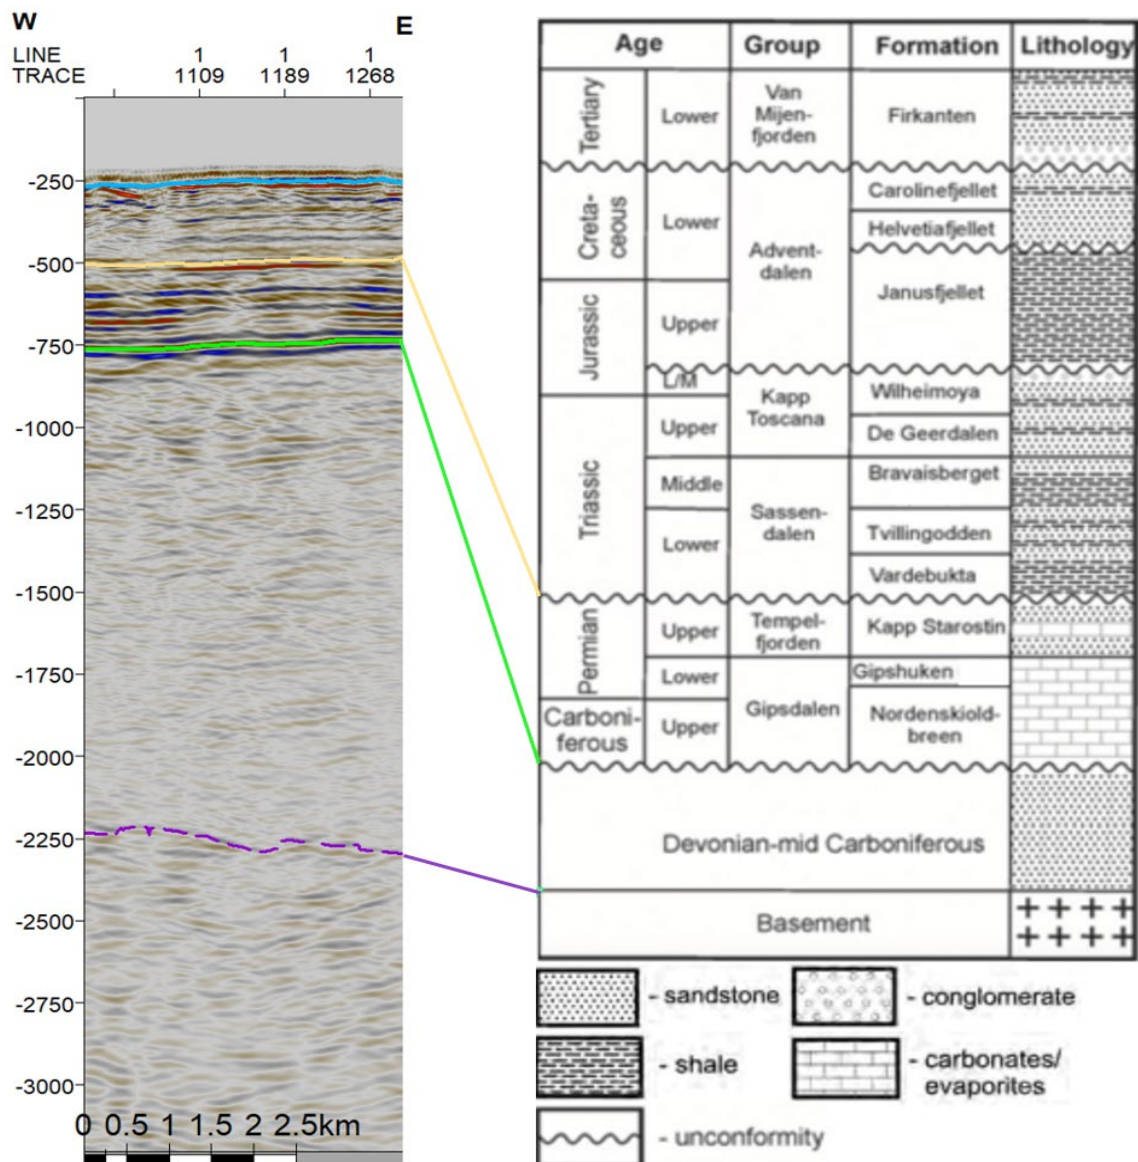 W
E
LINE 1 1 1
TRACE 1109 1189 1268
-250
-500
-750
-1000
-1250
-1500
-1750
-2000
-2250
-2500
-2750
-3000
0 0.5 1 1.5 2 2.5km
Age Group Formation Lithology
Tertiary
Lower
Van
Mijen-
fjorden
Firkanten
Creta-
ceous
Lower
Advent-
dalen
Carolinefjellet
Helvetiafjellet
Janusfjellet
Jurassic
Upper
L/M
Kapp
Toscana
Wilheimoya
De Geerdalen
Triassic
Upper
Middle
Lower
Sassen-
dalen
Bravaisberget
Tvillingodden
Vardebukta
Permian
Upper
Tempel-
fjorden
Kapp Starostin
Lower
Gipsdalen
Gipshuken
Carboni-
ferous
Upper
Nordenskiold-
breen
Devonian-mid Carboniferous
Basement
- sandstone
- conglomerate
- shale
- carbonates/
evaporites
- unconformity